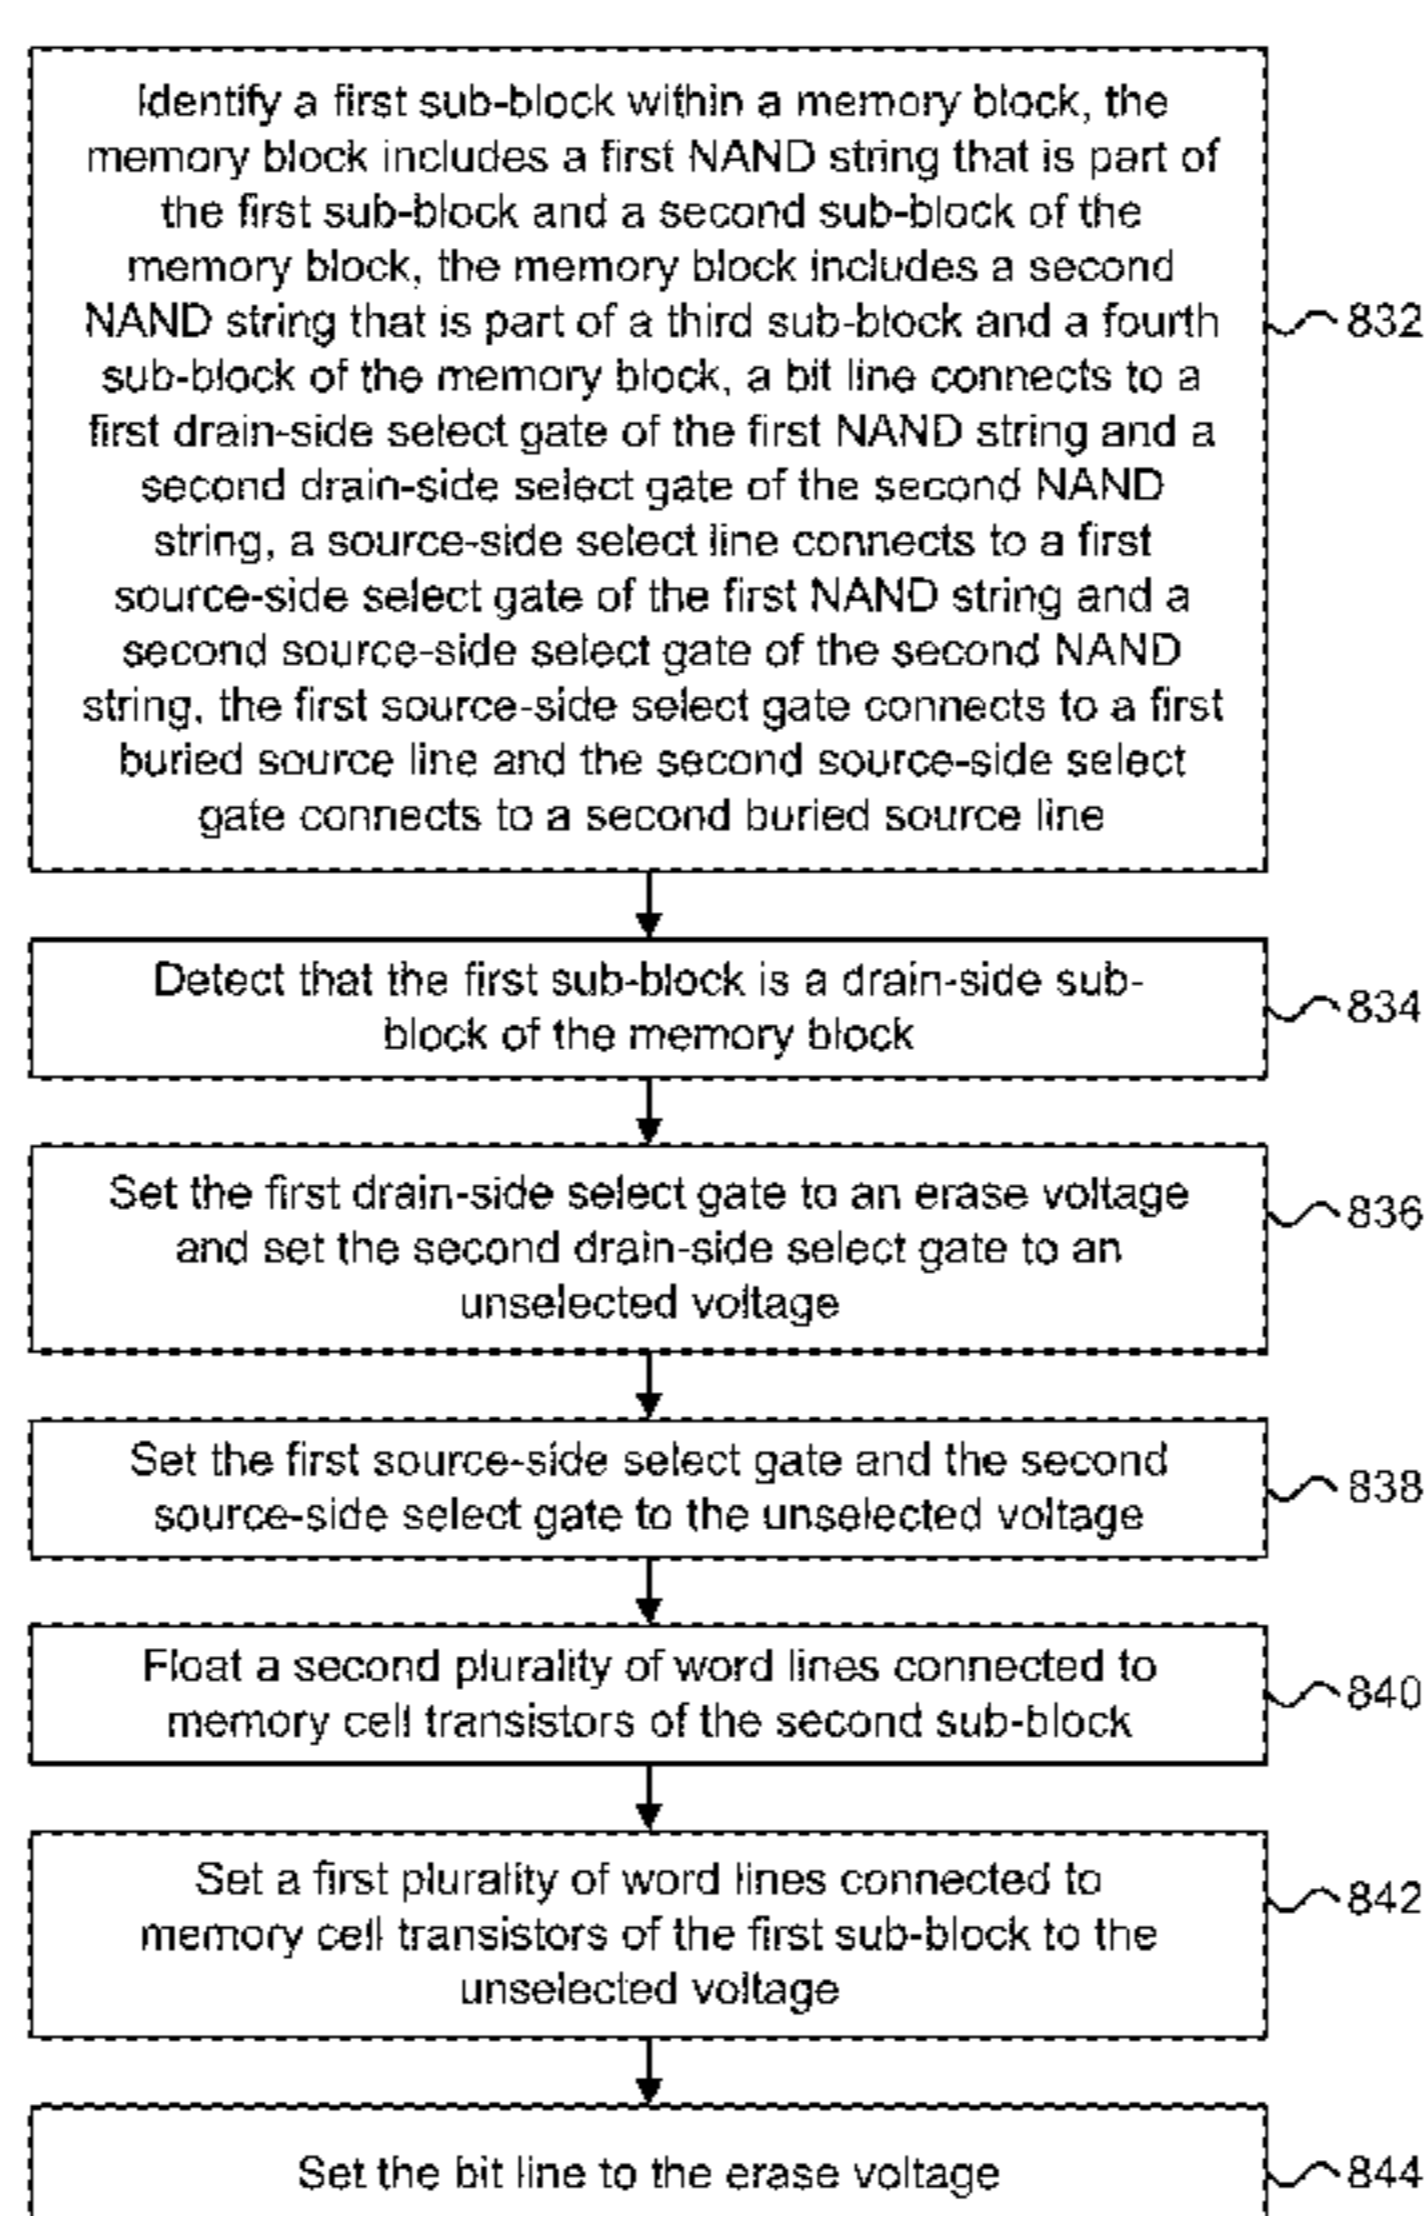 Identify a first sub-block within a memory block, the
memory block includes a first NAND string that is part of
the first sub-block and a second sub-block of the
memory block, the memory block includes a second
NAND string that is part of a third sub-block and a fourth
sub-block of the memory block, a bit line connects to a
first drain-side select gate of the first NAND string and a
second drain-side select gate of the second NAND
string, a source-side select line connects to a first
source-side select gate of the first NAND string and a
second source-side select gate of the second NAND
string, the first source-side select gate connects to a first
buried source line and the second source-side select
gate connects to a second buried source line
832
Detect that the first sub-block is a drain-side sub-
block of the memory block
834
Set the first drain-side select gate to an erase voltage
and set the second drain-side select gate to an
unselected voltage
836
Set the first source-side select gate and the second
source-side select gate to the unselected voltage
838
Float a second plurality of word lines connected to
memory cell transistors of the second sub-block
840
Set a first plurality of word lines connected to
memory cell transistors of the first sub-block to the
unselected voltage
842
Set the bit line to the erase voltage
844